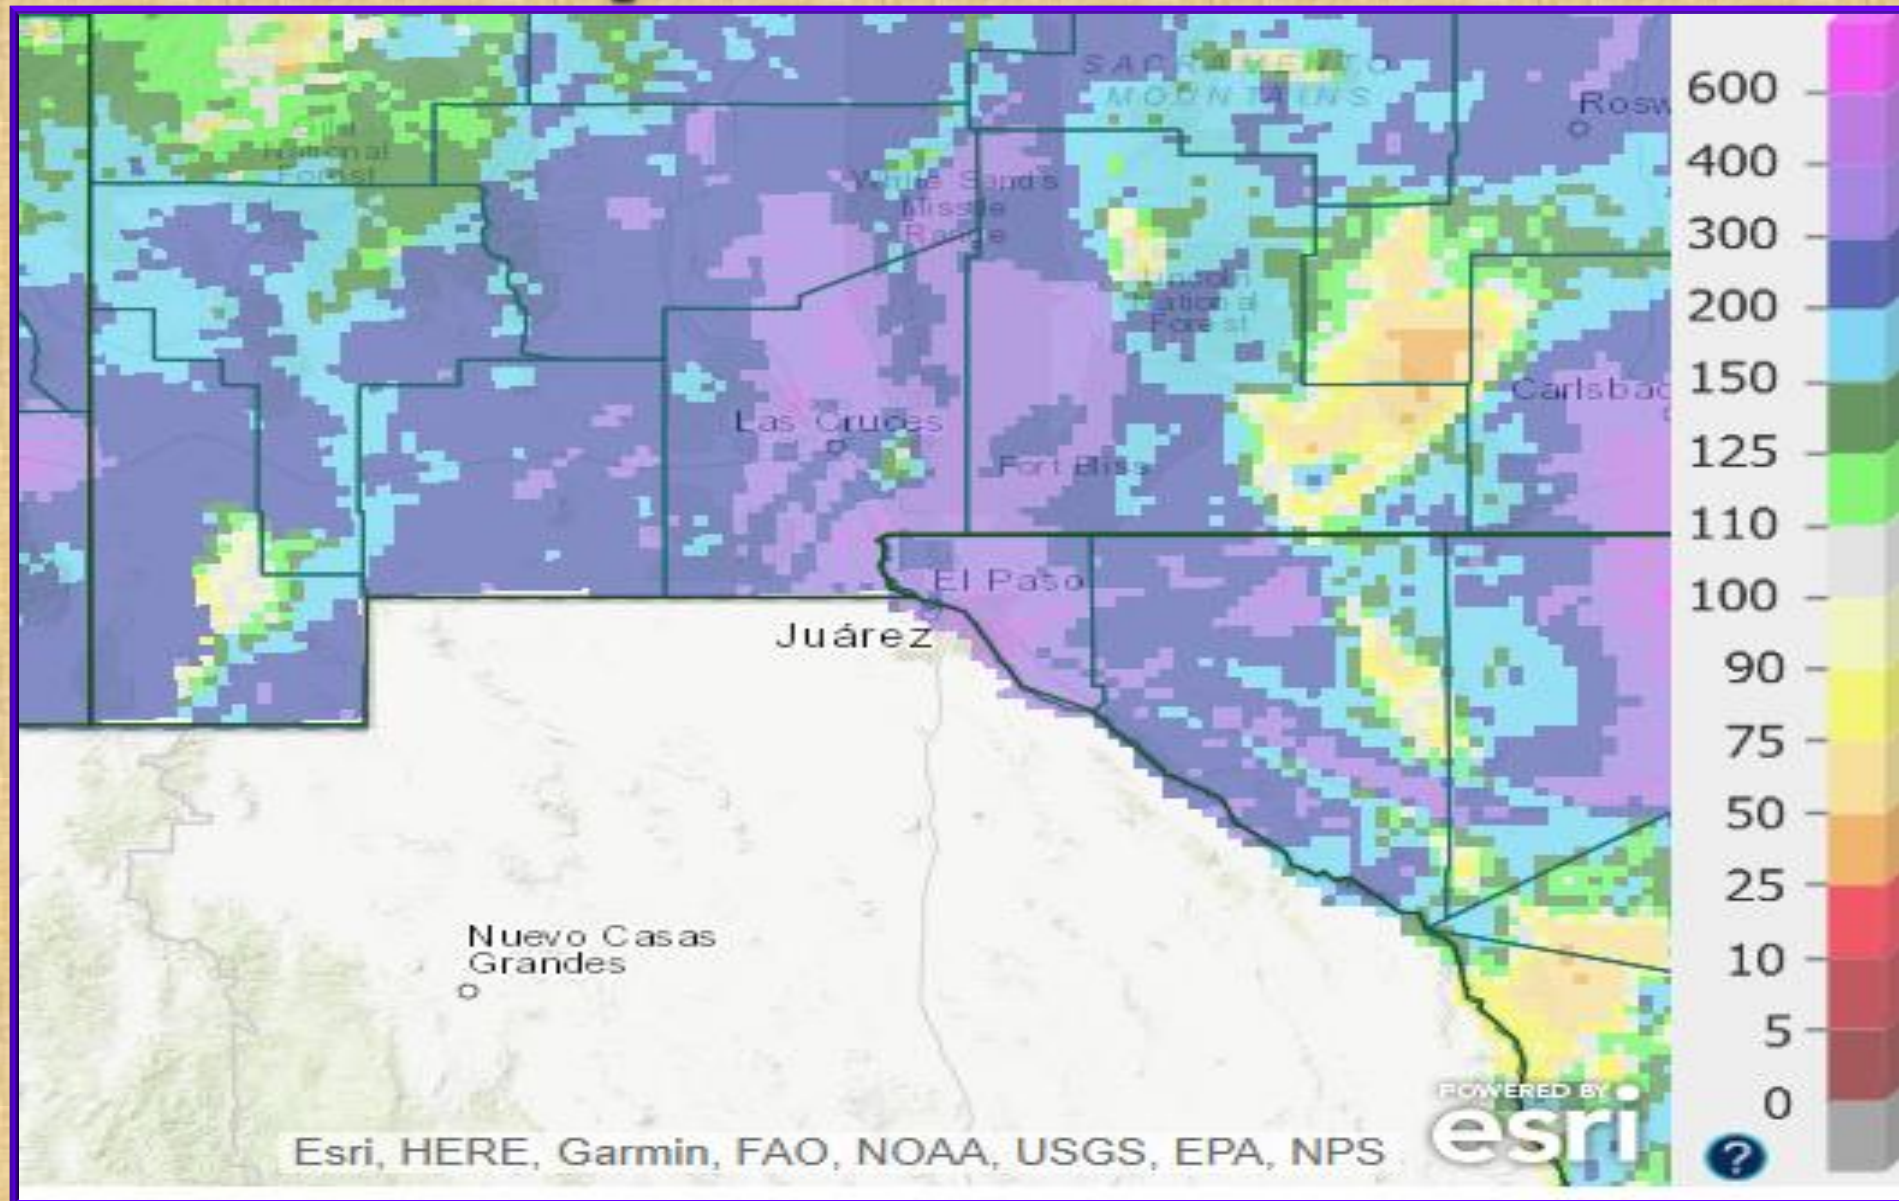 SACRAMENTO
MOUNTAINS
Rosw
National
Forest
White Sands
Missile
Range
Lincoln
National
Forest
Carlsbad
Las Cruces
Fort Bliss
El Paso
Juárez
Nuevo Casas
Grandes
POWERED BY
esri
Esri, HERE, Garmin, FAO, NOAA, USGS, EPA, NPS
600
400
300
200
150
125
110
100
90
75
50
25
10
5
0
?